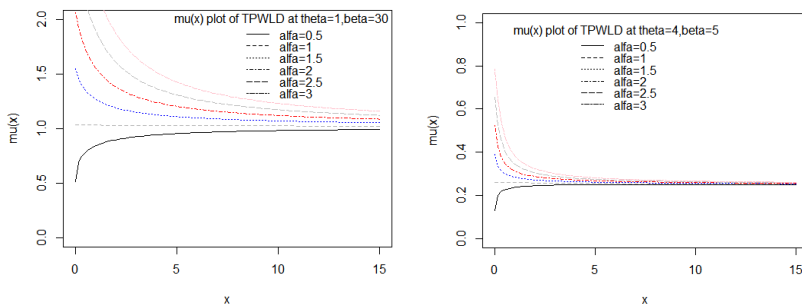 mu(x) plot of TPWLD at theta=1,beta=30
alfa=0.5
alfa=1
alfa=1.5
alfa=2
alfa=2.5
alfa=3
mu(x)
2.0
1.5
1.0
0.5
0.0
0 5 10 15
x
mu(x) plot of TPWLD at theta=4,beta=5
alfa=0.5
alfa=1
alfa=1.5
alfa=2
alfa=2.5
alfa=3
mu(x)
1.0
0.8
0.6
0.4
0.2
0.0
0 5 10 15
x